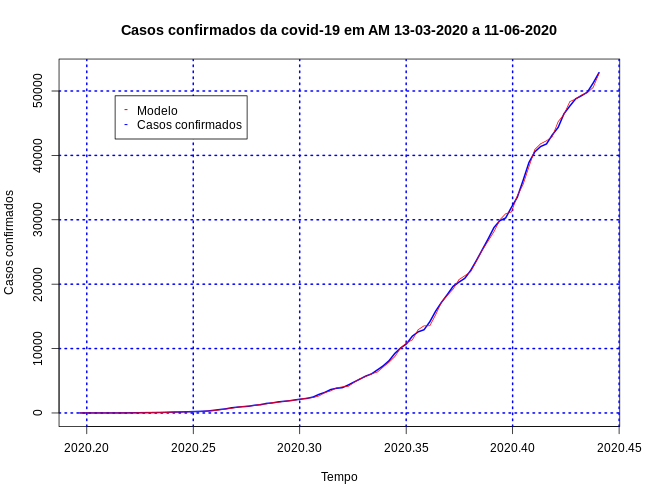 Casos confirmados da covid-19 em AM 13-03-2020 a 11-06-2020
Casos confirmados
50000
40000
30000
20000
10000
0
- Modelo
- Casos confirmados
2020.20 2020.25 2020.30 2020.35 2020.40 2020.45
Tempo